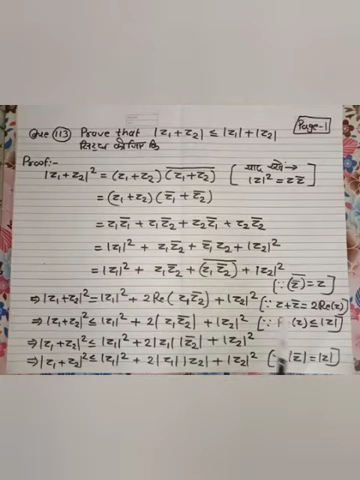 Que 113 Prove that |z₁+z₂| ≤ |z₁|+|z₂| Page-1
सिद्ध कीजिए कि
Proof:-
|z₁+z₂|² = (z₁+z₂) (z̅₁̅+̅z̅₂̅) [याद रखें→
|z|² = z z̅]
= (z₁+z₂) (z̅₁ + z̅₂)
= z₁z̅₁ + z₁z̅₂ + z₂z̅₁ + z₂z̅₂
= |z₁|² + z₁z̅₂ + z̅₁z₂ + |z₂|²
= |z₁|² + z₁z̅₂ + (z₁z̅₂)̅ + |z₂|²
[∵ (z̅)̅ = z]
⇒ |z₁+z₂|² = |z₁|² + 2Re(z₁z̅₂) + |z₂|² [∵ z+z̅ = 2Re(z)]
⇒ |z₁+z₂|² ≤ |z₁|² + 2|z₁z̅₂| + |z₂|² [∵ (z) ≤ |z|]
⇒ |z₁+z₂|² ≤ |z₁|² + 2|z₁||z̅₂| + |z₂|²
⇒ |z₁+z₂|² ≤ |z₁|² + 2|z₁||z₂| + |z₂|² [∵ |z̅| = |z|]